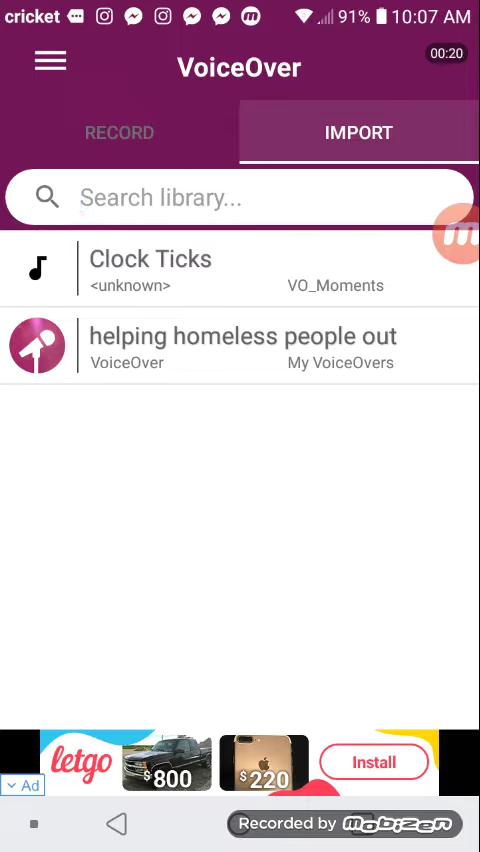 cricket 91% 10:07 AM
VoiceOver
00:20
RECORD IMPORT
Search library...
Clock Ticks
<unknown> VO_Moments
helping homeless people out
VoiceOver My VoiceOvers
letgo $800 $220 Install
Ad
Recorded by mobizen